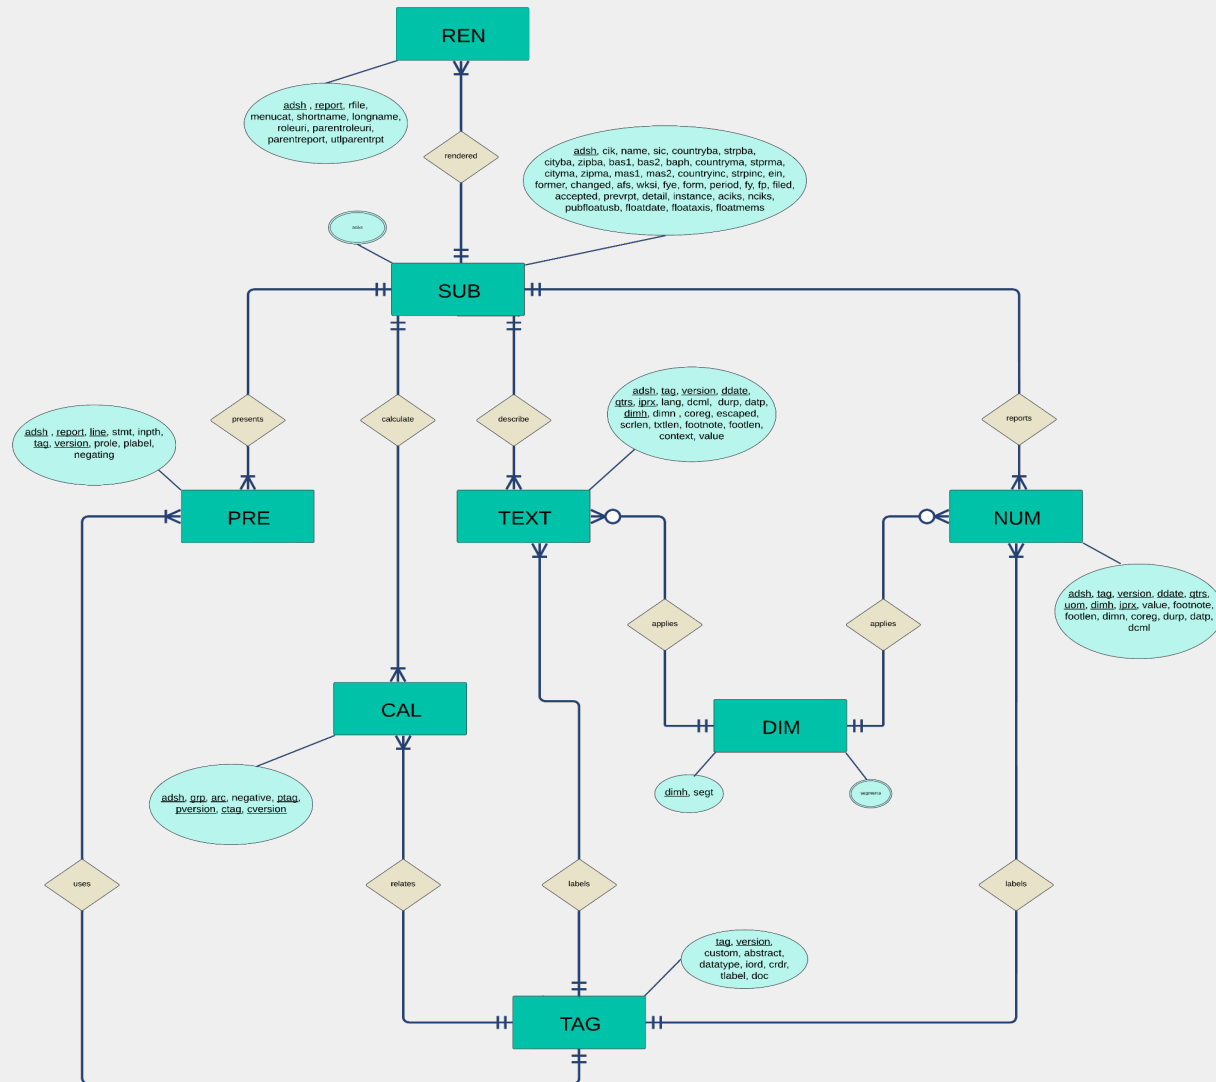 REN
adsh , report, rfile,
menucat, shortname, longname,
roleuri, parentroleuri,
parentreport, utlparentrpt
rendered
adsh, cik, name, sic, countryba, strpba,
cityba, zipba, bas1, bas2, baph, countryma, stprma,
cityma, zipma, mas1, mas2, countryinc, strpinc, ein,
former, changed, afs, wksi, fye, form, period, fy, fp, filed,
accepted, prevrpt, detail, instance, aciks, nciks,
pubfloatusb, floatdate, floataxis, floatmems
SUB
presents
calculate
describe
reports
adsh, tag, version, ddate,
qtrs, iprx, lang, dcml, durp, datp,
dimh, dimn , coreg, escaped,
scrlen, txtlen, footnote, footlen,
context, value
adsh , report, line, stmt, inpth,
tag, version, prole, plabel,
negating
PRE
TEXT
NUM
adsh, tag, version, ddate, qtrs,
uom, dimh, iprx, value, footnote,
footlen, dimn, coreg, durp, datp,
dcml
applies
applies
CAL
DIM
adsh, grp, arc, negative, ptag,
pversion, ctag, cversion
dimh, segt
segments
uses
relates
labels
labels
tag, version,
custom, abstract,
datatype, iord, crdr,
tlabel, doc
TAG